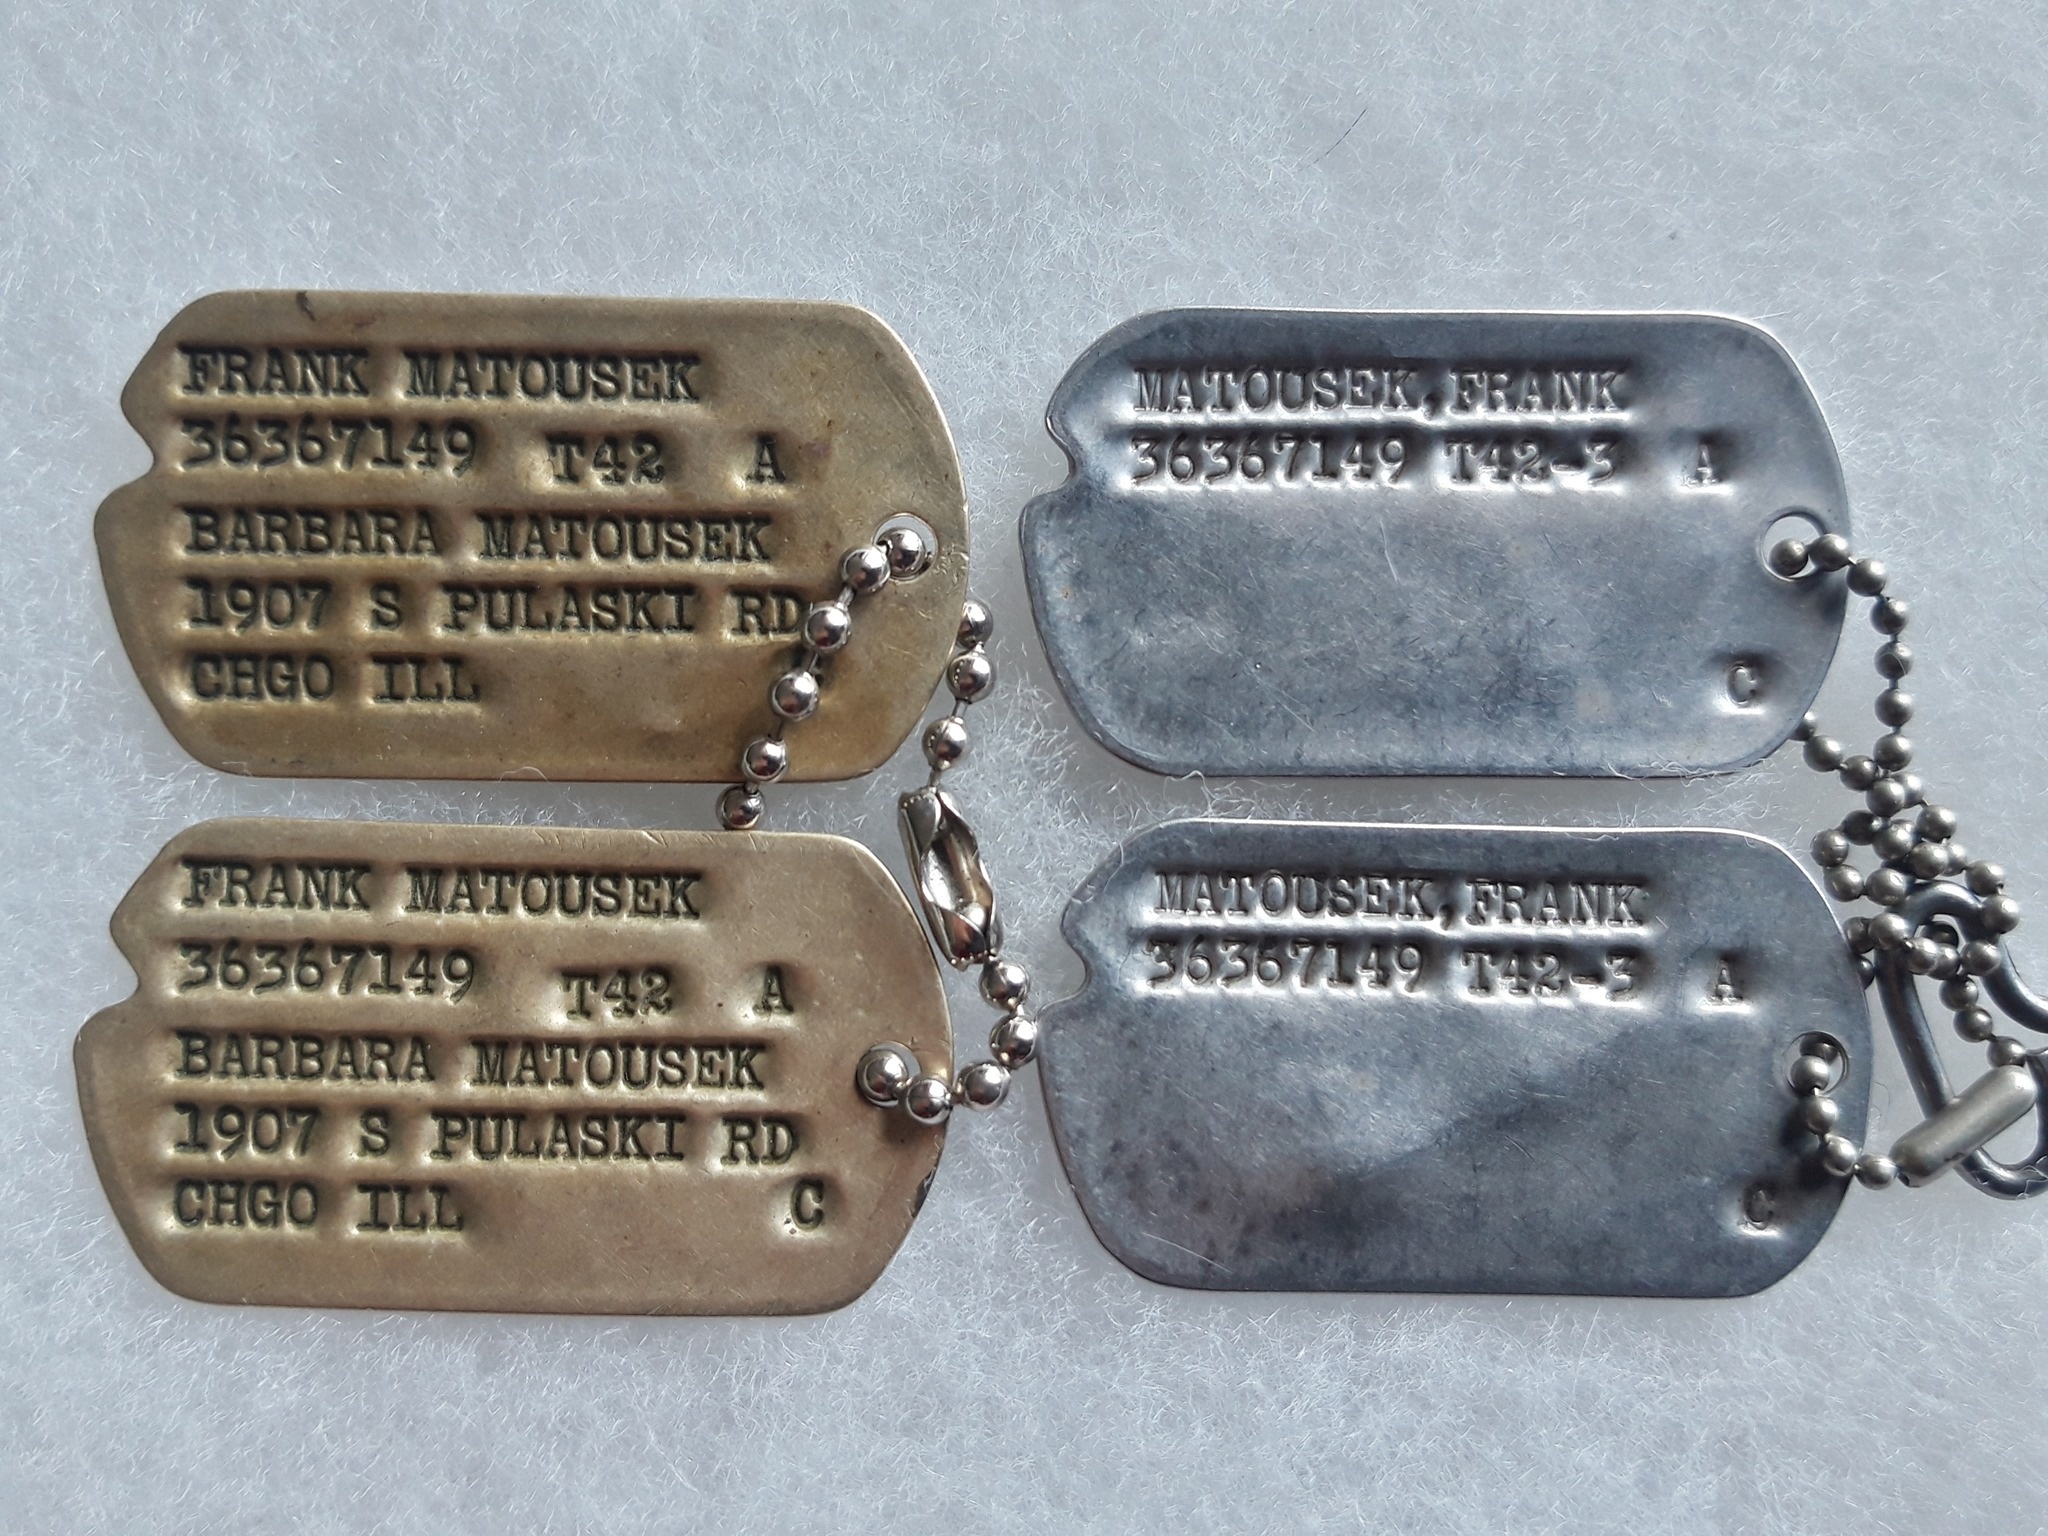 FRANK MATOUSEK
36367149 T42 A
BARBARA MATOUSEK
1907 S PULASKI RD
CHGO ILL
MATOUSEK,FRANK
36367149 T42-3 A
C
FRANK MATOUSEK
36367149 T42 A
BARBARA MATOUSEK
1907 S PULASKI RD
CHGO ILL C
MATOUSEK,FRANK
36367149 T42-3 A
C